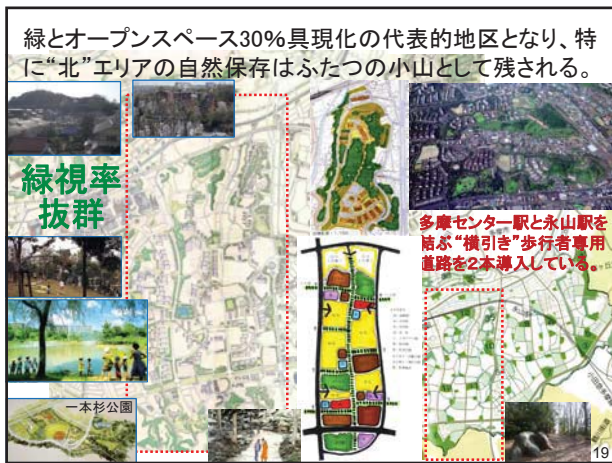 緑とオープンスペース30%具現化の代表的地区となり、特
に“北”エリアの自然保存はふたつの小山として残される。
緑視率
抜群
多摩センター駅と永山駅を
結ぶ“横引き”歩行者専用
道路を2本導入している。
一本杉公園
19